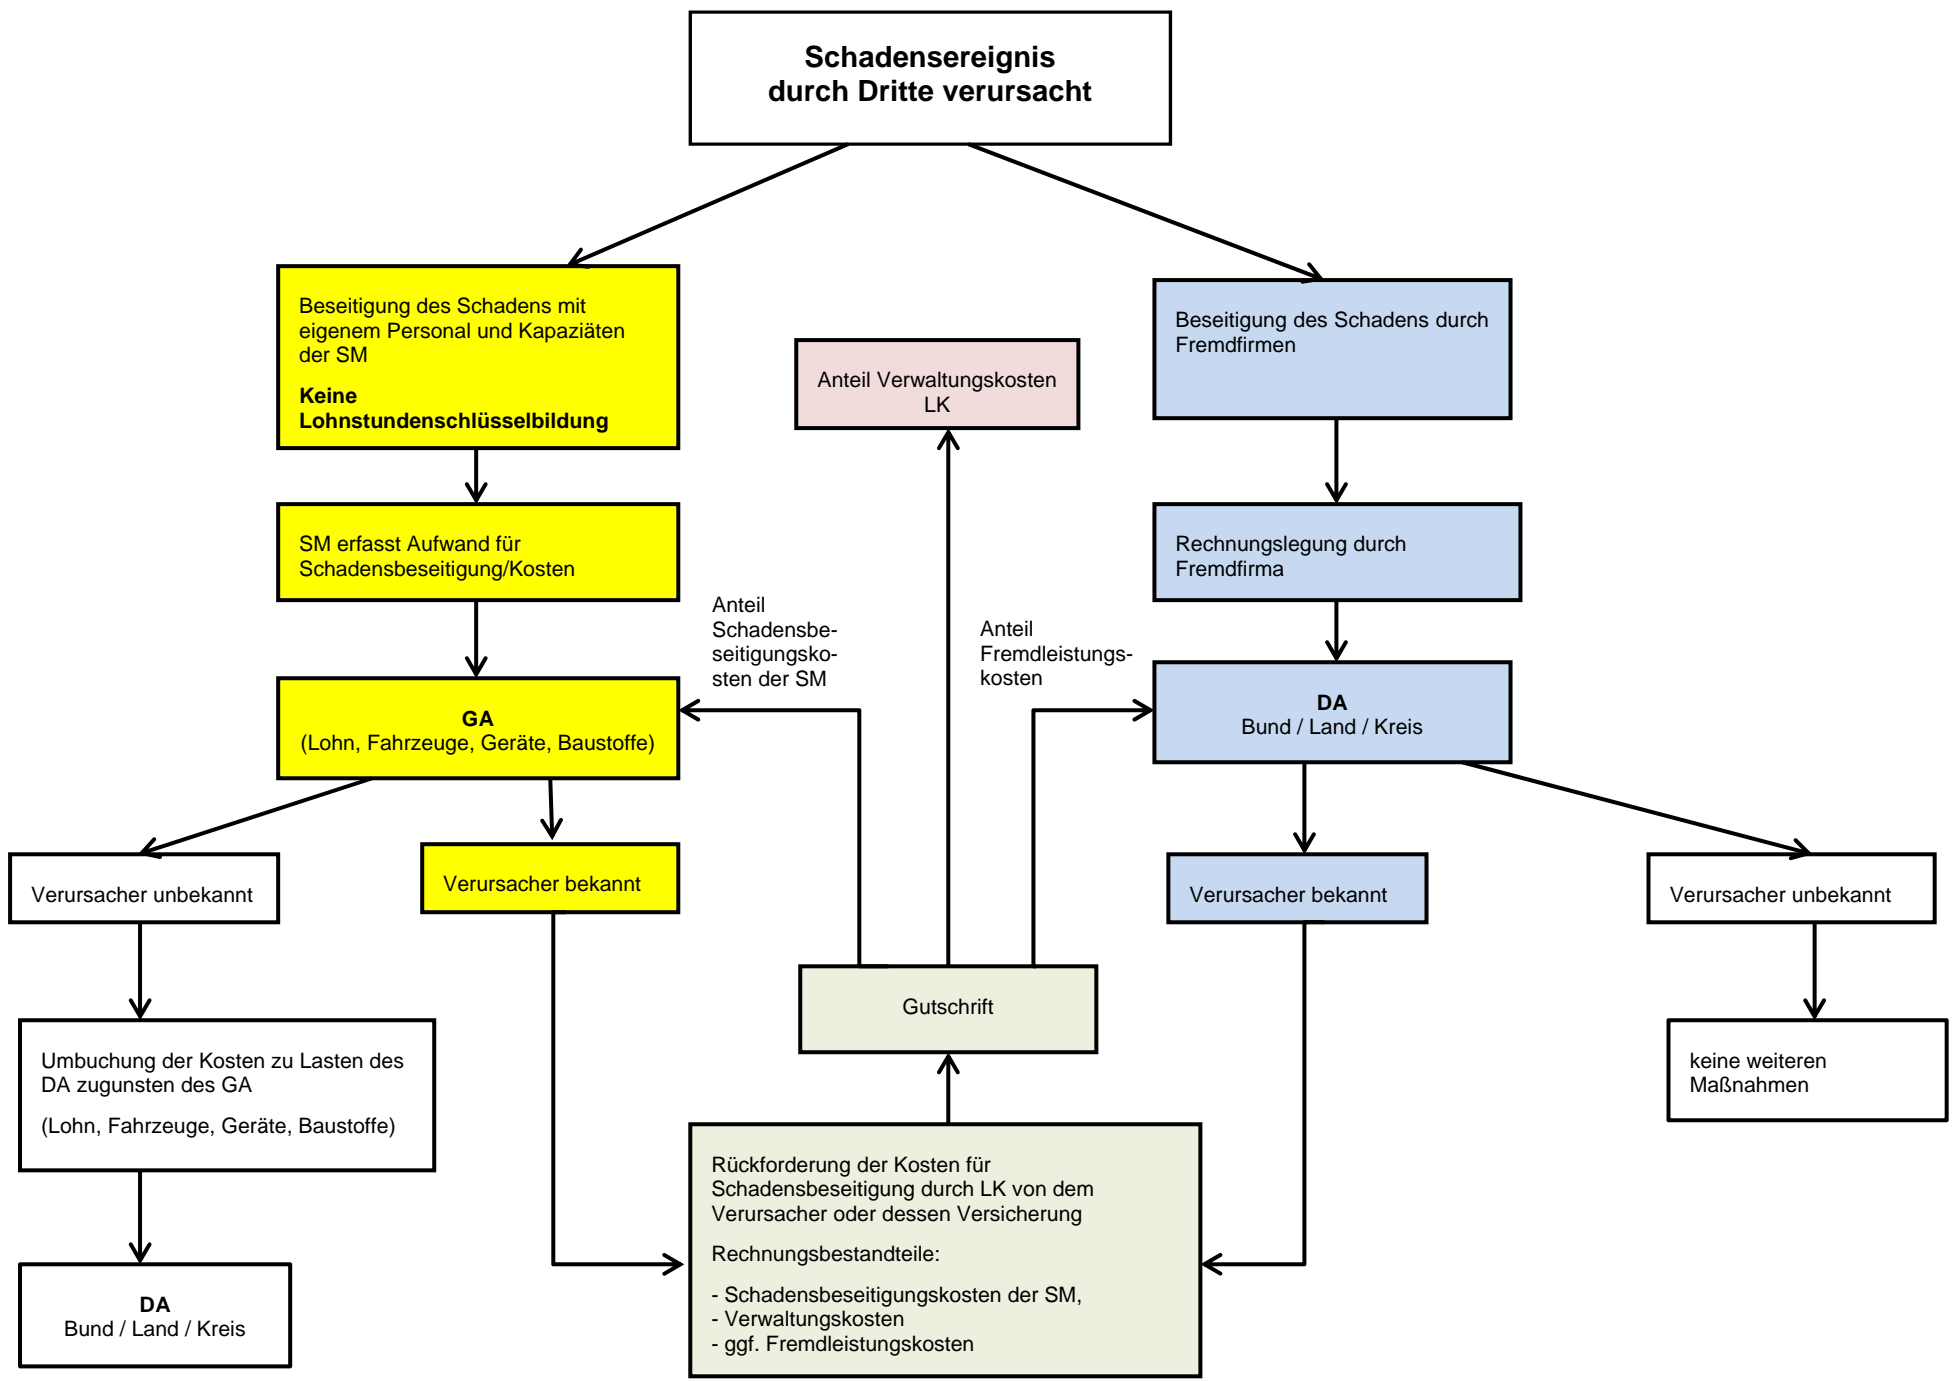 Schadensereignis
durch Dritte verursacht
Beseitigung des Schadens mit
eigenem Personal und Kapaziäten
der SM
Keine
Lohnstundenschlüsselbildung
Beseitigung des Schadens durch
Fremdfirmen
Anteil Verwaltungskosten
LK
SM erfasst Aufwand für
Schadensbeseitigung/Kosten
Rechnungslegung durch
Fremdfirma
Anteil
Schadensbe-
seitigungsko-
sten der SM
Anteil
Fremdleistungs-
kosten
GA
(Lohn, Fahrzeuge, Geräte, Baustoffe)
DA
Bund / Land / Kreis
Verursacher unbekannt
Verursacher bekannt
Verursacher bekannt
Verursacher unbekannt
Gutschrift
Umbuchung der Kosten zu Lasten des
DA zugunsten des GA
(Lohn, Fahrzeuge, Geräte, Baustoffe)
keine weiteren
Maßnahmen
Rückforderung der Kosten für
Schadensbeseitigung durch LK von dem
Verursacher oder dessen Versicherung
Rechnungsbestandteile:
- Schadensbeseitigungskosten der SM,
- Verwaltungskosten
- ggf. Fremdleistungskosten
DA
Bund / Land / Kreis